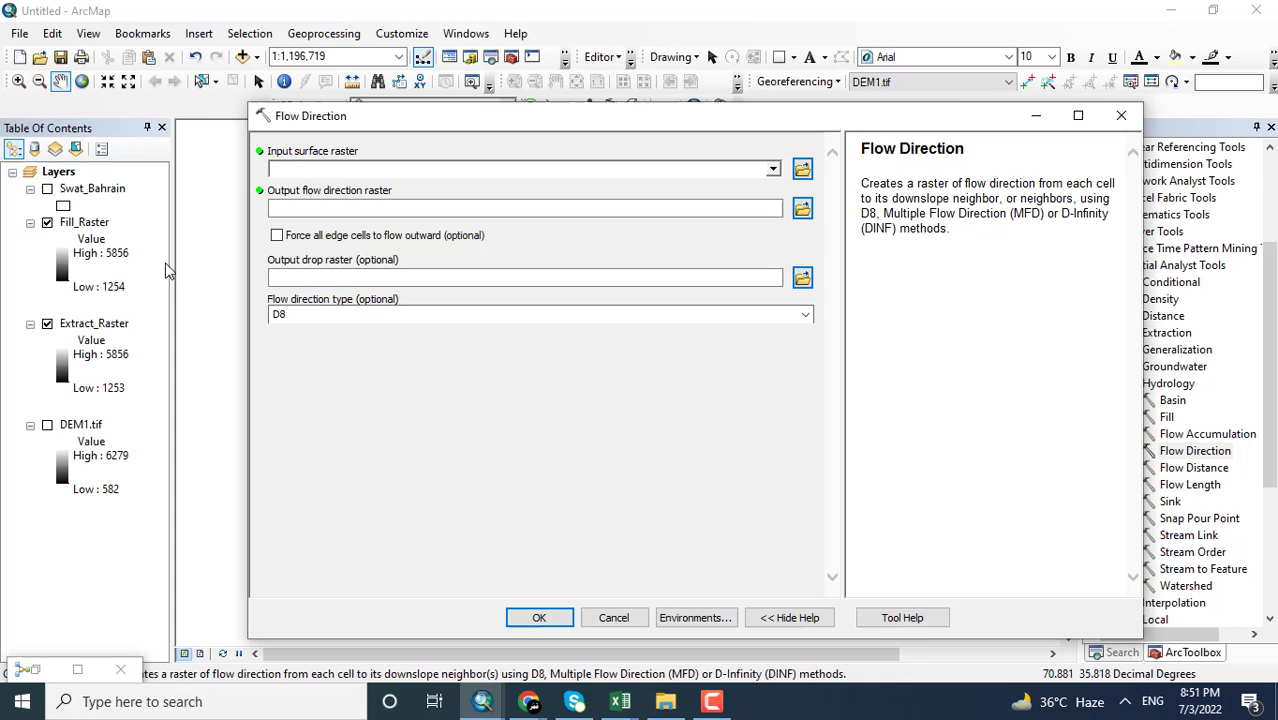 Untitled - ArcMap
File Edit View Bookmarks Insert Selection Geoprocessing Customize Windows Help
1:1,196,719 Editor Drawing A Arial 10 B I U A
Georeferencing DEM1.tif
Table Of Contents
Layers
Swat_Bahrain
Fill_Raster
Value
High : 5856
Low : 1254
Extract_Raster
Value
High : 5856
Low : 1253
DEM1.tif
Value
High : 6279
Low : 582
Flow Direction
Input surface raster
Output flow direction raster
Force all edge cells to flow outward (optional)
Output drop raster (optional)
Flow direction type (optional)
D8
OK Cancel Environments... << Hide Help Tool Help
Flow Direction
Creates a raster of flow direction from each cell
to its downslope neighbor, or neighbors, using
D8, Multiple Flow Direction (MFD) or D-Infinity
(DINF) methods.
ear Referencing Tools
tidimension Tools
work Analyst Tools
cel Fabric Tools
ematics Tools
ver Tools
ce Time Pattern Mining
tial Analyst Tools
Conditional
Density
Distance
Extraction
Generalization
Groundwater
Hydrology
Basin
Fill
Flow Accumulation
Flow Direction
Flow Distance
Flow Length
Sink
Snap Pour Point
Stream Link
Stream Order
Stream to Feature
Watershed
Interpolation
Local
Search ArcToolbox
ates a raster of flow direction from each cell to its downslope neighbor(s) using D8, Multiple Flow Direction (MFD) or D-Infinity (DINF) methods. 70.881 35.818 Decimal Degrees
Type here to search 36°C Haze ENG 8:51 PM
7/3/2022 3